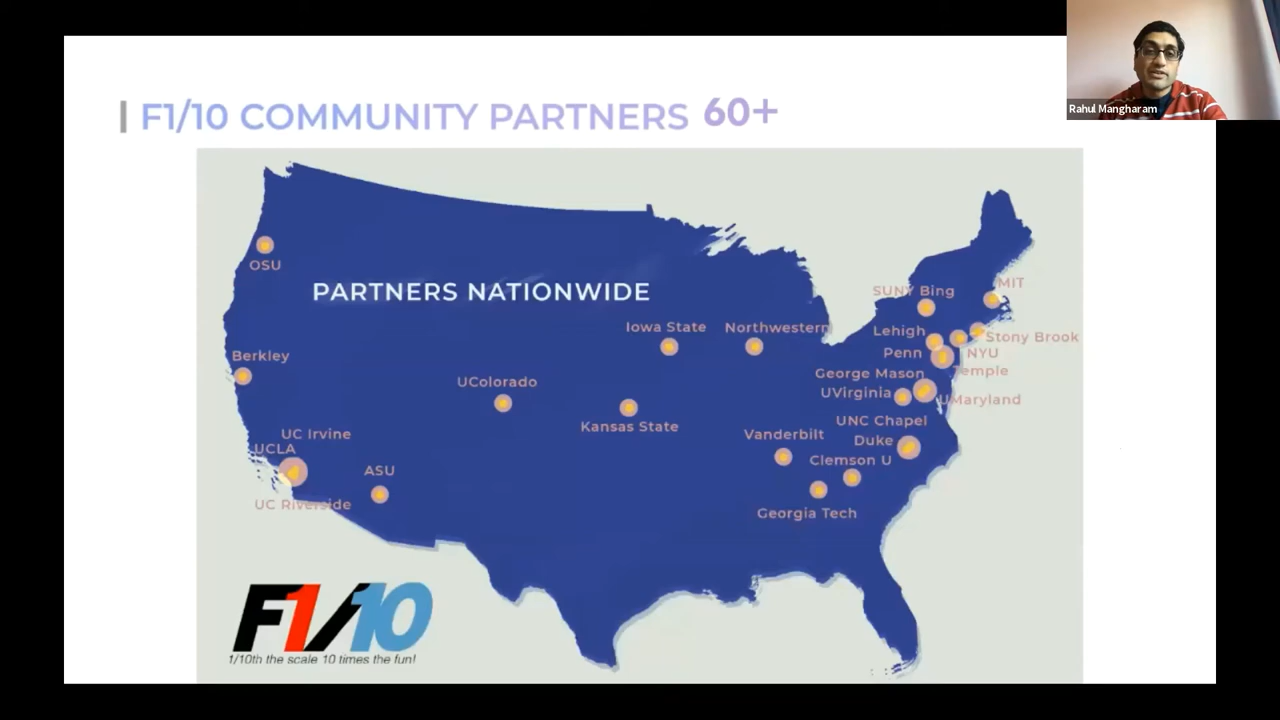 Rahul Mangharam
F1/10 COMMUNITY PARTNERS 60+
OSU
PARTNERS NATIONWIDE
MIT
SUNY Bing
Iowa State
Northwestern
Lehigh
Stony Brook
Penn
NYU
Berkley
Temple
George Mason
UColorado
UVirginia
UMaryland
Kansas State
UNC Chapel
UC Irvine
Vanderbilt
Duke
UCLA
Clemson U
ASU
UC Riverside
Georgia Tech
F1/10
1/10th the scale 10 times the fun!